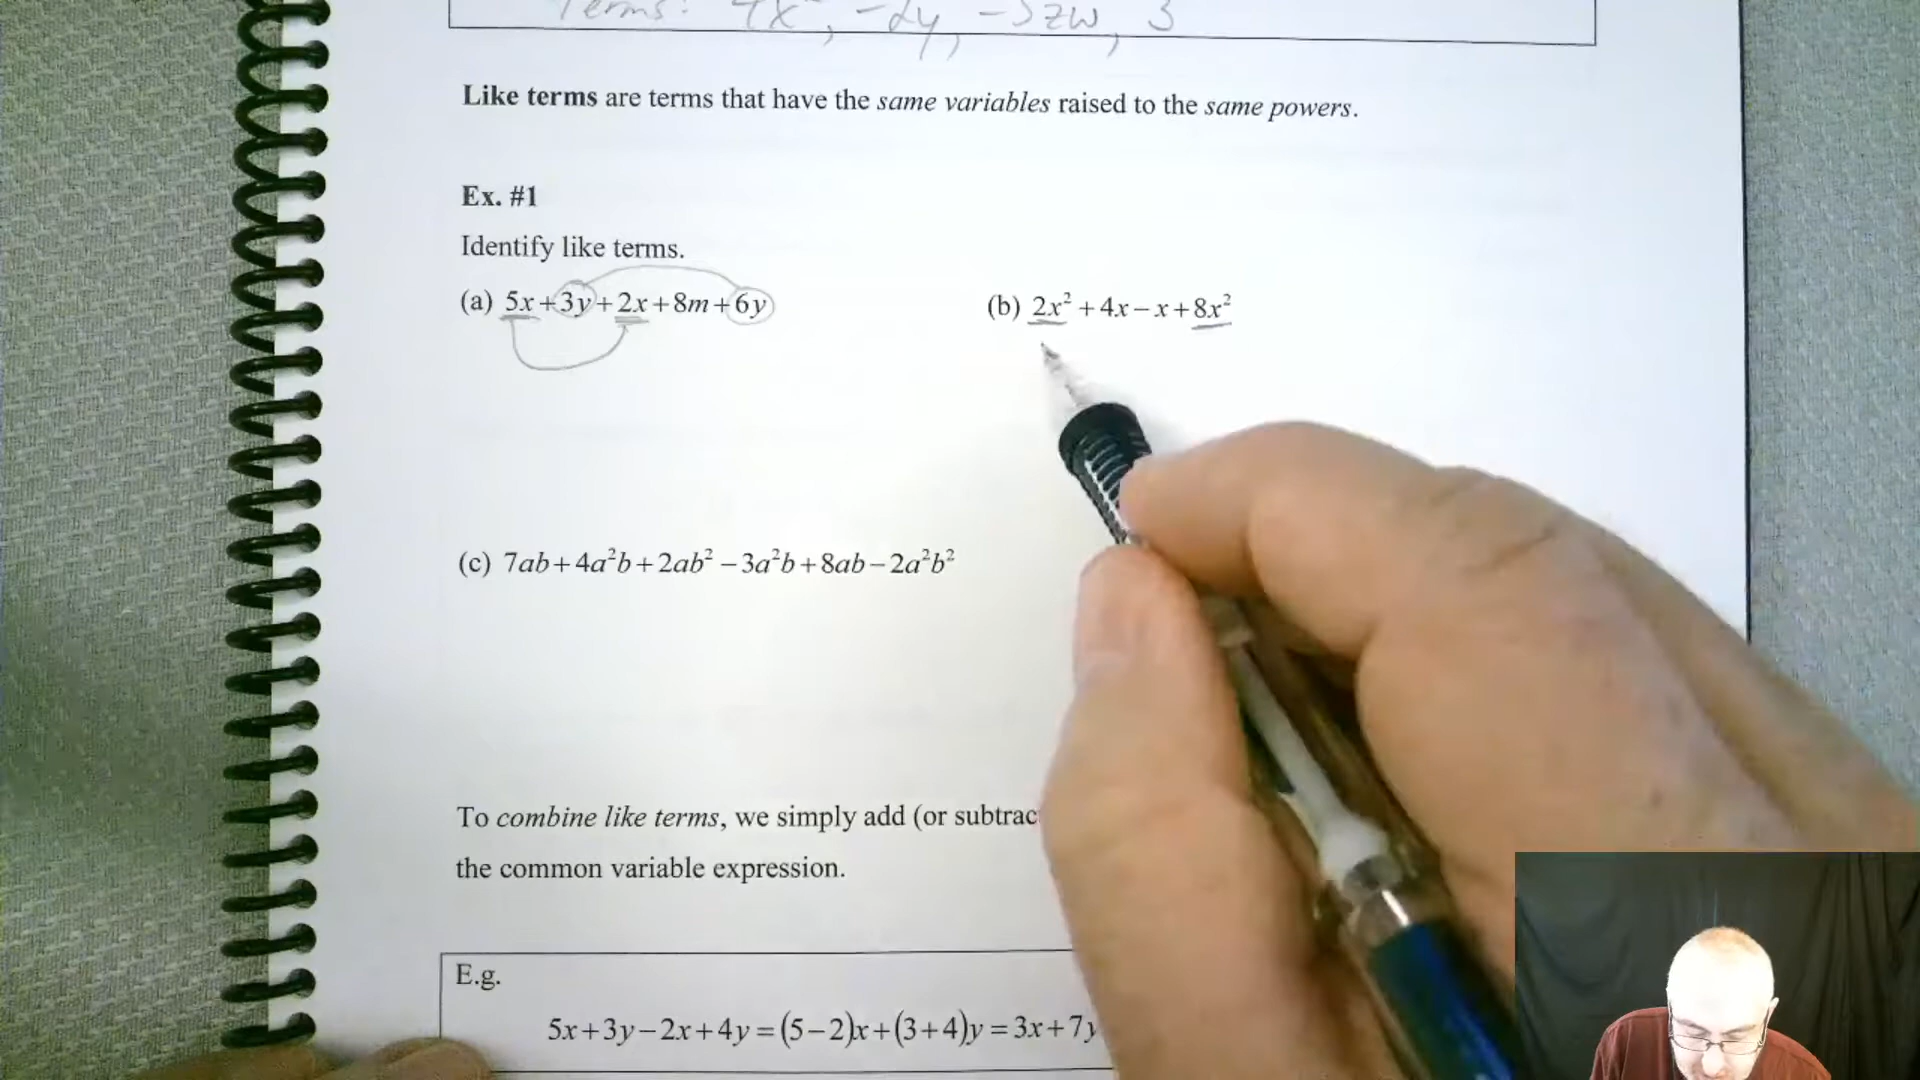 Terms: 4x , -2y, -5zw, 3
Like terms are terms that have the same variables raised to the same powers.
Ex. #1
Identify like terms.
(a) 5x+3y+2x+8m+6y
(b) 2x²+4x−x+8x²
(c) 7ab+4a²b+2ab²−3a²b+8ab−2a²b²
To combine like terms, we simply add (or subtrac
the common variable expression.
E.g.
5x+3y−2x+4y=(5−2)x+(3+4)y=3x+7y